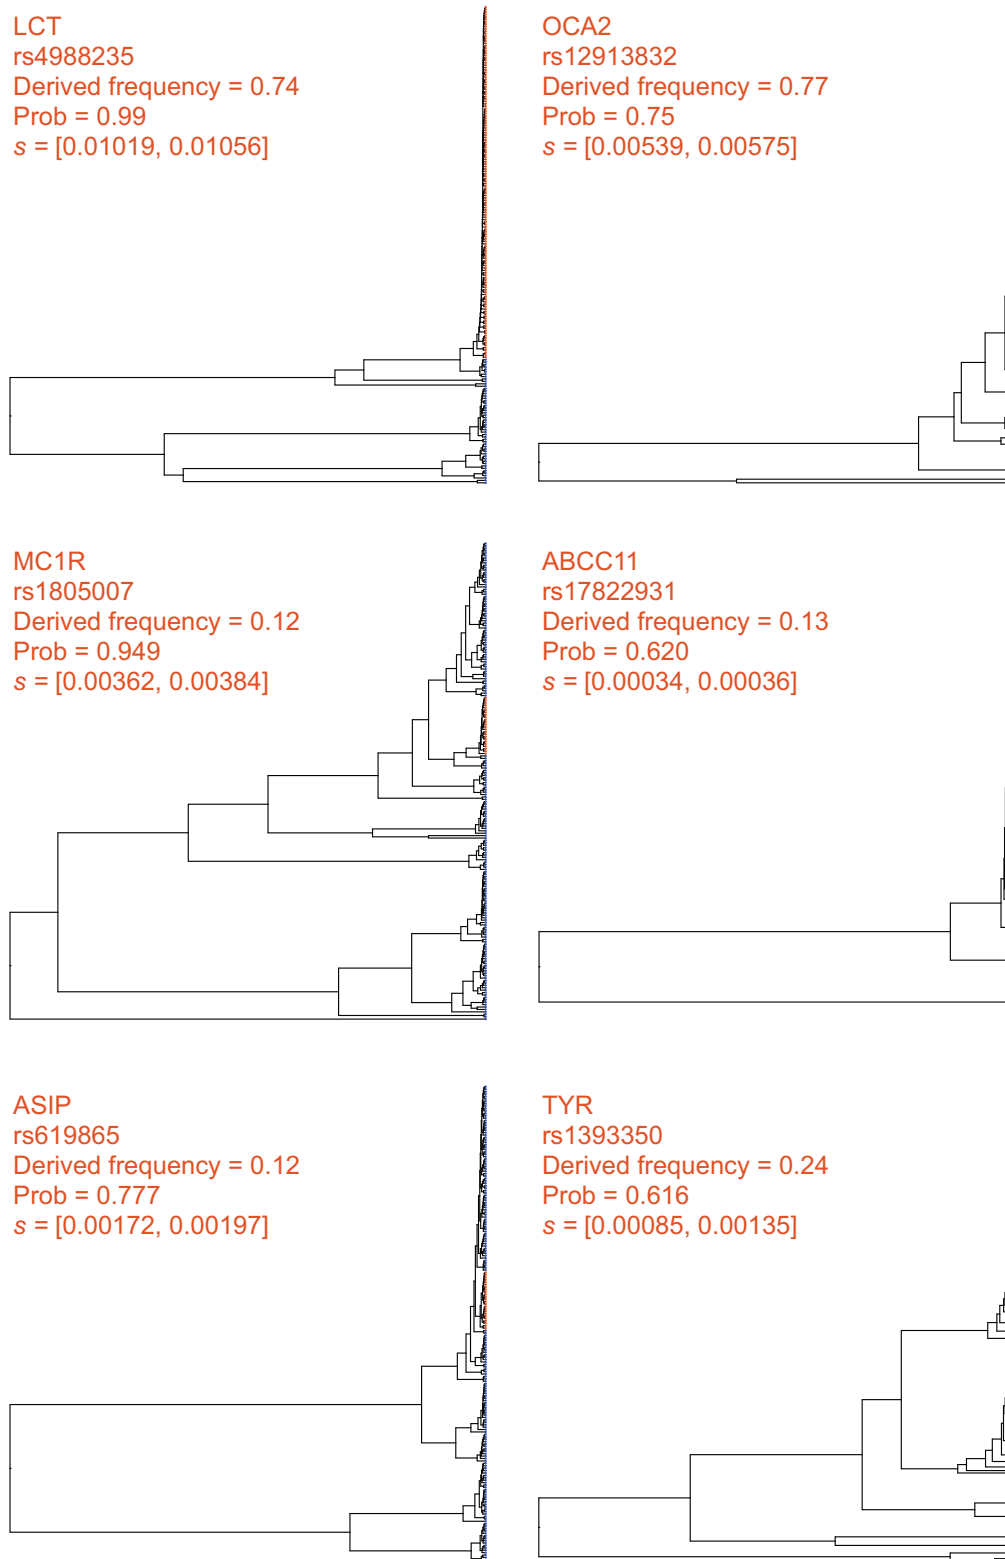 LCT
rs4988235
Derived frequency = 0.74
Prob = 0.99
s = [0.01019, 0.01056]
OCA2
rs12913832
Derived frequency = 0.77
Prob = 0.75
s = [0.00539, 0.00575]
MC1R
rs1805007
Derived frequency = 0.12
Prob = 0.949
s = [0.00362, 0.00384]
ABCC11
rs17822931
Derived frequency = 0.13
Prob = 0.620
s = [0.00034, 0.00036]
ASIP
rs619865
Derived frequency = 0.12
Prob = 0.777
s = [0.00172, 0.00197]
TYR
rs1393350
Derived frequency = 0.24
Prob = 0.616
s = [0.00085, 0.00135]